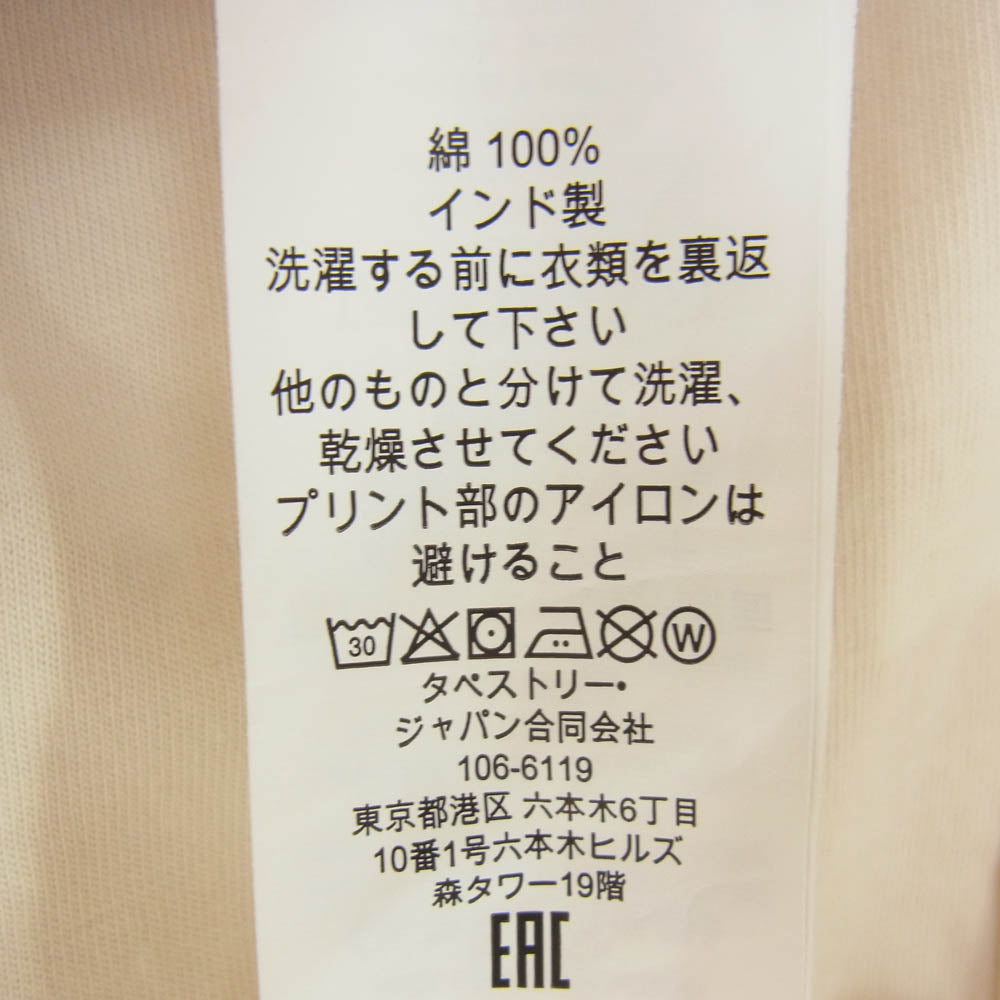 綿 100%
インド製
洗濯する前に衣類を裏返
して下さい
他のものと分けて洗濯、
乾燥させてください
プリント部のアイロンは
避けること
30 W
タペストリー・
ジャパン合同会社
106-6119
東京都港区 六本木6丁目
10番1号六本木ヒルズ
森タワー19階
EAC